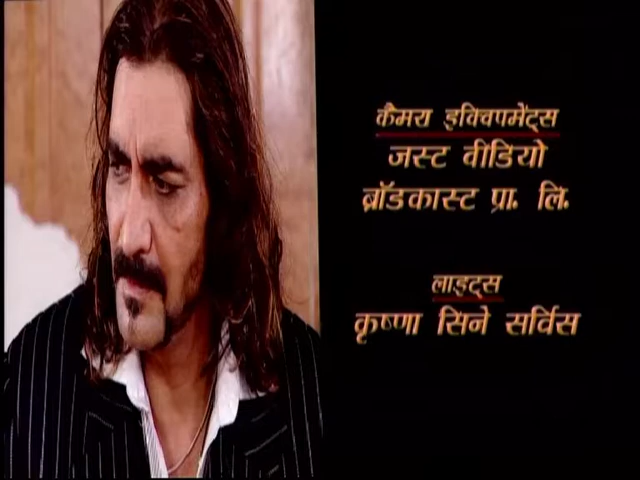 कैमरा इक्विपमेंट्स
जस्ट वीडियो
ब्रॉडकास्ट प्रा. लि.
लाइट्स
कृष्णा सिने सर्विस